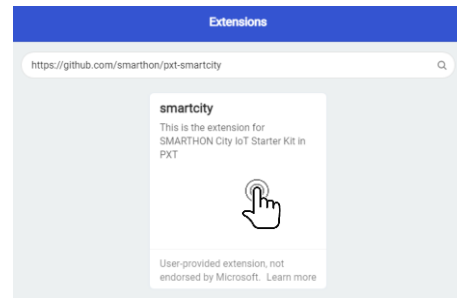 Extensions
https://github.com/smarthon/pxt-smartcity
smartcity
This is the extension for
SMARTHON City IoT Starter Kit in
PXT
User-provided extension, not
endorsed by Microsoft. Learn more